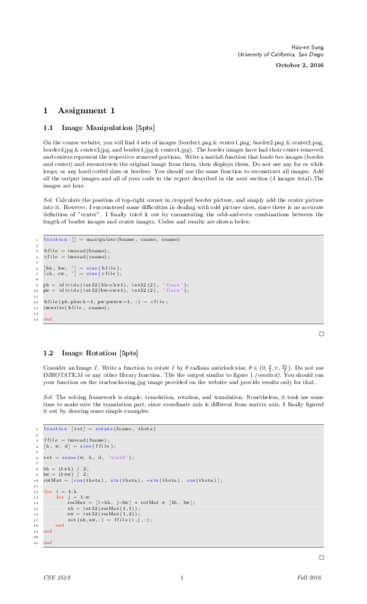 Hao-en Sung
University of California, San Diego
October 2, 2016
1 Assignment 1
1.1 Image Manipulation [5pts]
On the course website, you will find 4 sets of images (border1.png & center1.png, border2.png & center2.png,
border3.jpg & center3.jpg, and border4.jpg & center4.jpg). The border images have had their center removed,
and centers represent the respective removed portions. Write a matlab function that loads two images (border
and center) and reconstructs the original image from them, then displays them. Do not use any for or while
loops, or any hard coded sizes or borders. You should use the same function to reconstruct all images. Add
all the output images and all of your code to the report described in the next section (4 images total).The
images are here.
Sol. Calculate the position of top-right corner in cropped border picture, and simply add the center picture
into it. However, I encountered some difficulties in dealing with odd picture sizes, since there is no accurate
definition of "center". I finally tried it out by enumerating the odd-and-even combinations between the
length of border images and center images. Codes and results are shown below.
1 function [] = manipulate(bname, cname, oname)
2
3 bfile = imread(bname);
4 cfile = imread(cname);
5
6 [bh, bw, ~] = size(bfile);
7 [ch, cw, ~] = size(cfile);
8
9 ph = idivide(int32(bh-ch+1), int32(2), 'floor');
10 pw = idivide(int32(bw-cw+1), int32(2), 'floor');
11
12 bfile(ph:ph+ch-1, pw:pw+cw-1, :) = cfile;
13 imwrite(bfile, oname);
14
15 end
1.2 Image Rotation [5pts]
Consider an Image I. Write a function to rotate I by θ radians anticlockwise, θ ∈ {0, π/2, π, 3π/2}. Do not use
IMROTATE.M or any other library function. Tile the output similar to figure 1 (omitted). You should run
your function on the starbucks-ring.jpg image provided on the website and provide results only for that.
Sol. The solving framework is simple: translation, rotation, and translation. Nonetheless, it took me some
time to make sure the translation part, since coordinate axis is different from matrix axis. I finally figured
it out by drawing some simple examples.
1 function [ret] = rotate(fname, theta)
2
3 ffile = imread(fname);
4 [h, w, d] = size(ffile);
5
6 ret = zeros(w, h, d, 'uint8');
7
8 hh = (1+h) / 2;
9 hw = (1+w) / 2;
10 rotMat = [cos(theta), sin(theta); -sin(theta), cos(theta)];
11
12 for i = 1:h
13 for j = 1:w
14 resMat = [i-hh, j-hw] * rotMat + [hh, hw];
15 nh = int32(resMat(1,1));
16 nw = int32(resMat(1,2));
17 ret(nh,nw,:) = ffile(i,j,:);
18 end
19 end
20
21 end
CSE 252A 1 Fall 2016